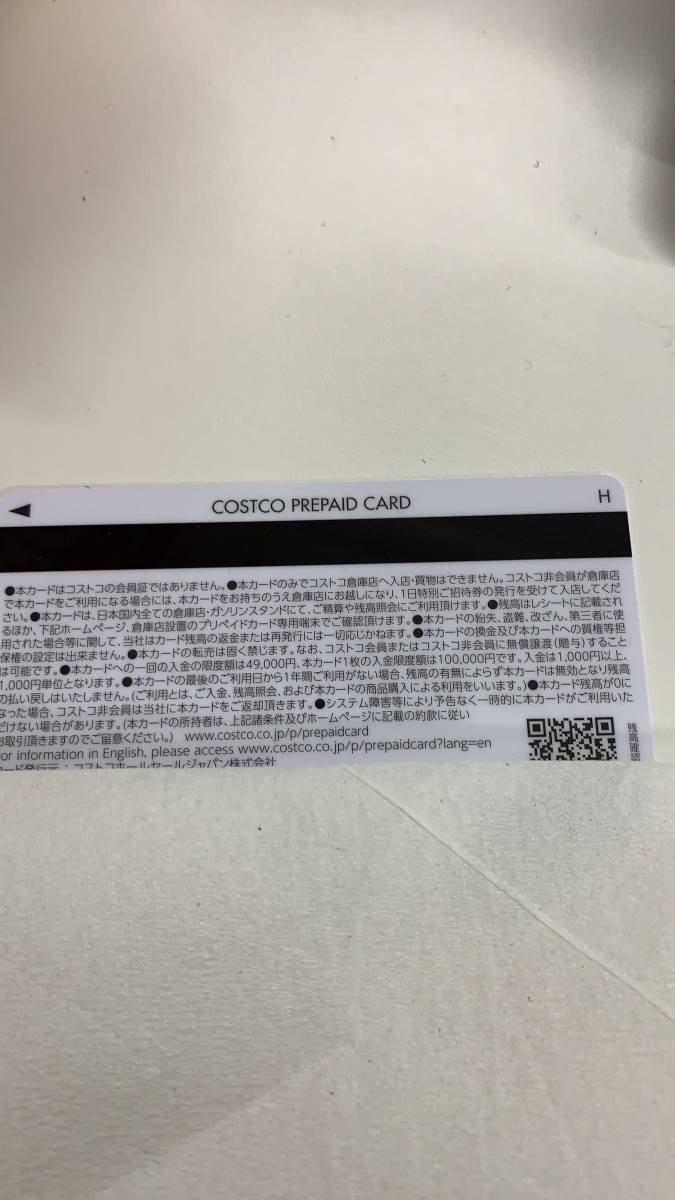 COSTCO PREPAID CARD
H
●本カードはコストコの会員証ではありません。●本カードのみでコストコ倉庫店へ入店・買物はできません。コストコ非会員が倉庫店
で本カードをご利用になる場合には、本カードをお持ちのうえ倉庫店にお越しになり、1日特別ご招待券の発行を受けて入店してくだ
さい。●本カードは、日本国内全ての倉庫店・ガソリンスタンドにて、ご精算や残高照会にご利用頂けます。●残高はレシートに記載され
るほか、下記ホームページ、倉庫店設置のプリペイドカード専用端末でご確認頂けます。●本カードの紛失、盗難、改ざん、第三者に使
用された場合等に関して、当社はカード残高の返金または再発行には一切応じかねます。●本カードの換金及び本カードへの質権等担
保権の設定は出来ません。●本カードの転売は固く禁じます。なお、コストコ会員またはコストコ非会員に無償譲渡（贈与）すること
は可能です。●本カードへの一回の入金の限度額は49,000円、本カード1枚の入金限度額は100,000円です。入金は1,000円以上、
1,000円単位となります。●本カードの最後のご利用日から1年間ご利用がない場合、残高の有無によらず本カードは無効となり残高
の払い戻しはいたしません。(ご利用とは、ご入金、残高照会、および本カードの商品購入による利用をいいます。)●本カード残高が0に
なった場合、コストコ非会員は当社に本カードをご返却頂きます。●システム障害等により予告なく一時的に本カードがご利用いた
だけない場合があります。(本カードの所持者は、上記諸条件及びホームページに記載の約款に従い
お取引頂きますのでご留意ください。) www.costco.co.jp/p/prepaidcard
For information in English, please access www.costco.co.jp/p/prepaidcard?lang=en
カード発行元：コストコホールセールジャパン株式会社
残高確認